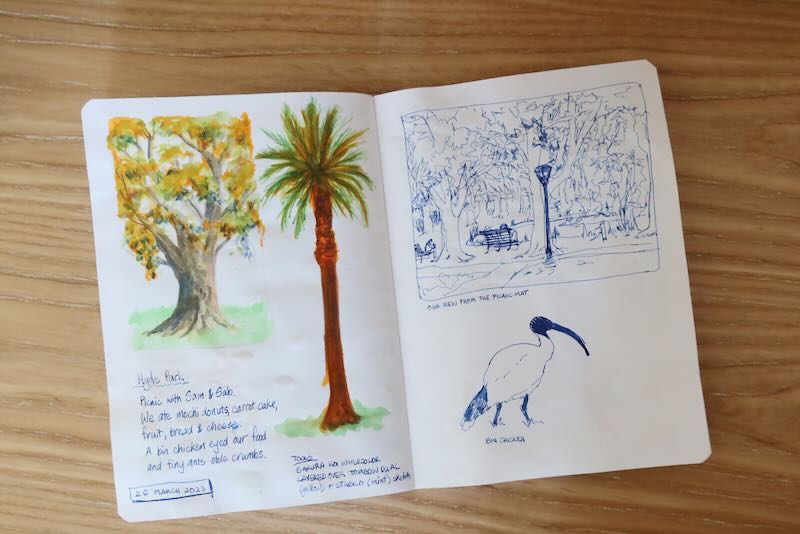 Hyde Park
Picnic with Sam & Sab.
We ate mochi donuts, carrot cake,
fruit, bread & cheese.
A bin chicken eyed our food
and tiny ants stole crumbs.
26 MARCH 2023
TOOLS
SAKURA KOI WATERCOLOR
LAYERED OVER TOMBOW DUAL
(yellow) + STABILO (mint) sketch
OUR VIEW FROM THE PICNIC MAT
BIN CHICKEN